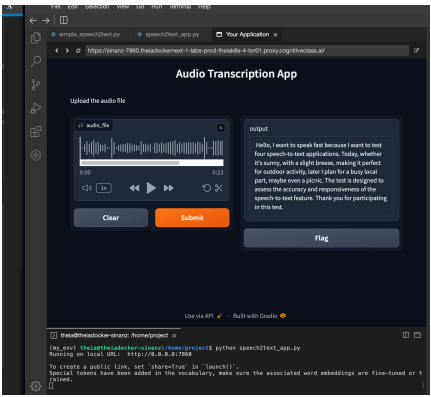 File Edit Selection View Go Run Terminal Help
simple_speech2text.py speech2text_app.py Your Application ×
https://sinanz-7860.theiadockernext-1-labs-prod-theiak8s-4-tor01.proxy.cognitiveclass.ai/
Audio Transcription App
Upload the audio file
audio_file
0:00 0:23
1x
Clear Submit
output
Hello, I want to speak fast because I want to test
four speech-to-text applications. Today, whether
it's sunny, with a slight breeze, making it perfect
for outdoor activity, later I plan for a busy local
part, maybe even a picnic. The test is designed to
assess the accuracy and responsiveness of the
speech-to-text feature. Thank you for participating
in this test.
Flag
Use via API · Built with Gradio
theia@theiadocker-sinanz: /home/project ×
(my_env) theia@theiadocker-sinanz:/home/project$ python speech2text_app.py
Running on local URL: http://0.0.0.0:7860
To create a public link, set `share=True` in `launch()`.
Special tokens have been added in the vocabulary, make sure the associated word embeddings are fine-tuned or t
rained.